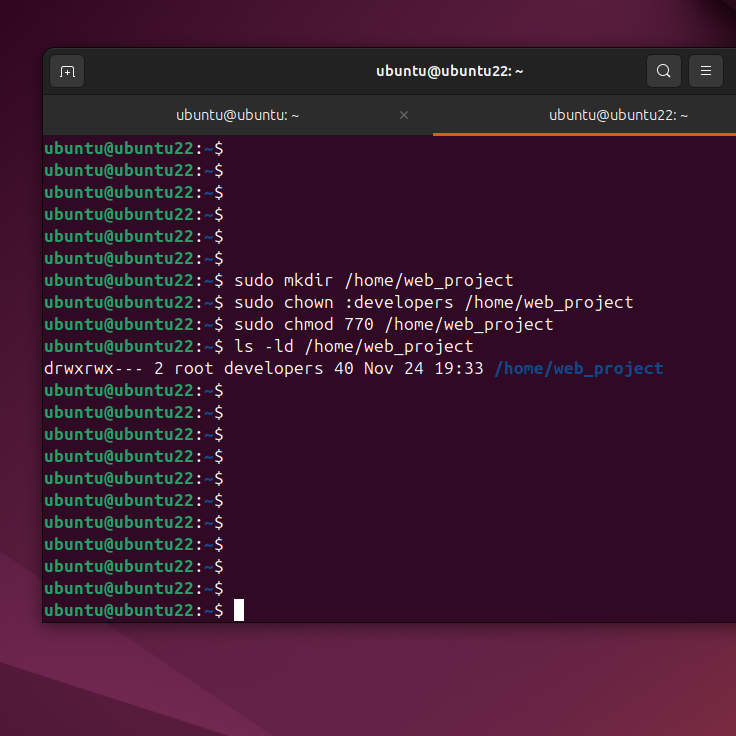 ubuntu@ubuntu22: ~
ubuntu@ubuntu: ~ × ubuntu@ubuntu22: ~
ubuntu@ubuntu22:~$
ubuntu@ubuntu22:~$
ubuntu@ubuntu22:~$
ubuntu@ubuntu22:~$
ubuntu@ubuntu22:~$
ubuntu@ubuntu22:~$
ubuntu@ubuntu22:~$ sudo mkdir /home/web_project
ubuntu@ubuntu22:~$ sudo chown :developers /home/web_project
ubuntu@ubuntu22:~$ sudo chmod 770 /home/web_project
ubuntu@ubuntu22:~$ ls -ld /home/web_project
drwxrwx--- 2 root developers 40 Nov 24 19:33 /home/web_project
ubuntu@ubuntu22:~$
ubuntu@ubuntu22:~$
ubuntu@ubuntu22:~$
ubuntu@ubuntu22:~$
ubuntu@ubuntu22:~$
ubuntu@ubuntu22:~$
ubuntu@ubuntu22:~$
ubuntu@ubuntu22:~$
ubuntu@ubuntu22:~$
ubuntu@ubuntu22:~$
ubuntu@ubuntu22:~$